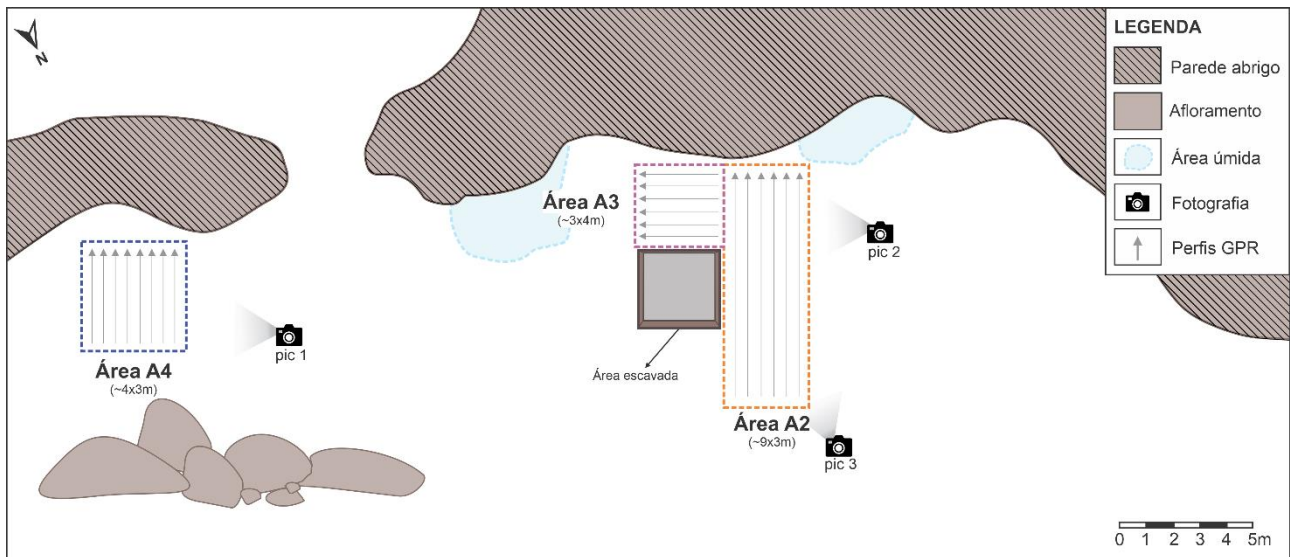 N
LEGENDA
Parede abrigo
Afloramento
Área úmida
Fotografia
Perfis GPR
Área A3
(~3x4m)
pic 2
pic 1
Área A4
(~4x3m)
Área escavada
Área A2
(~9x3m)
pic 3
0 1 2 3 4 5m